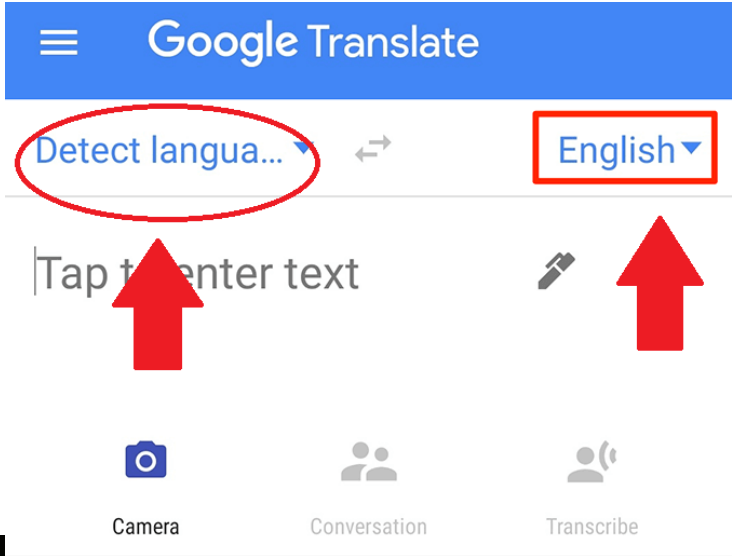 Google Translate
Detect langua... English
Tap to enter text
Camera Conversation Transcribe